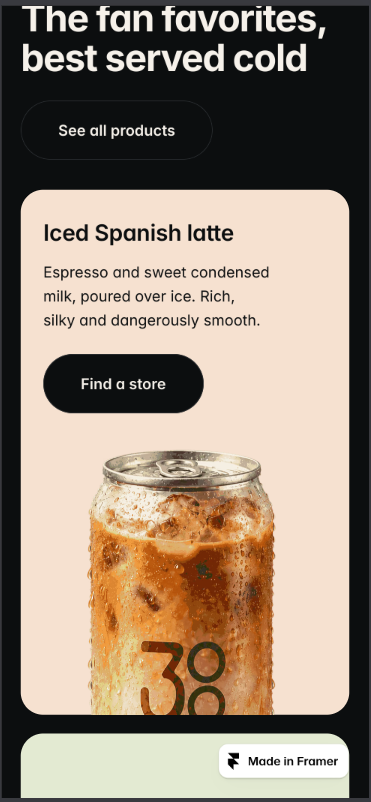 The fan favorites,
best served cold
See all products
Iced Spanish latte
Espresso and sweet condensed
milk, poured over ice. Rich,
silky and dangerously smooth.
Find a store
38
Made in Framer